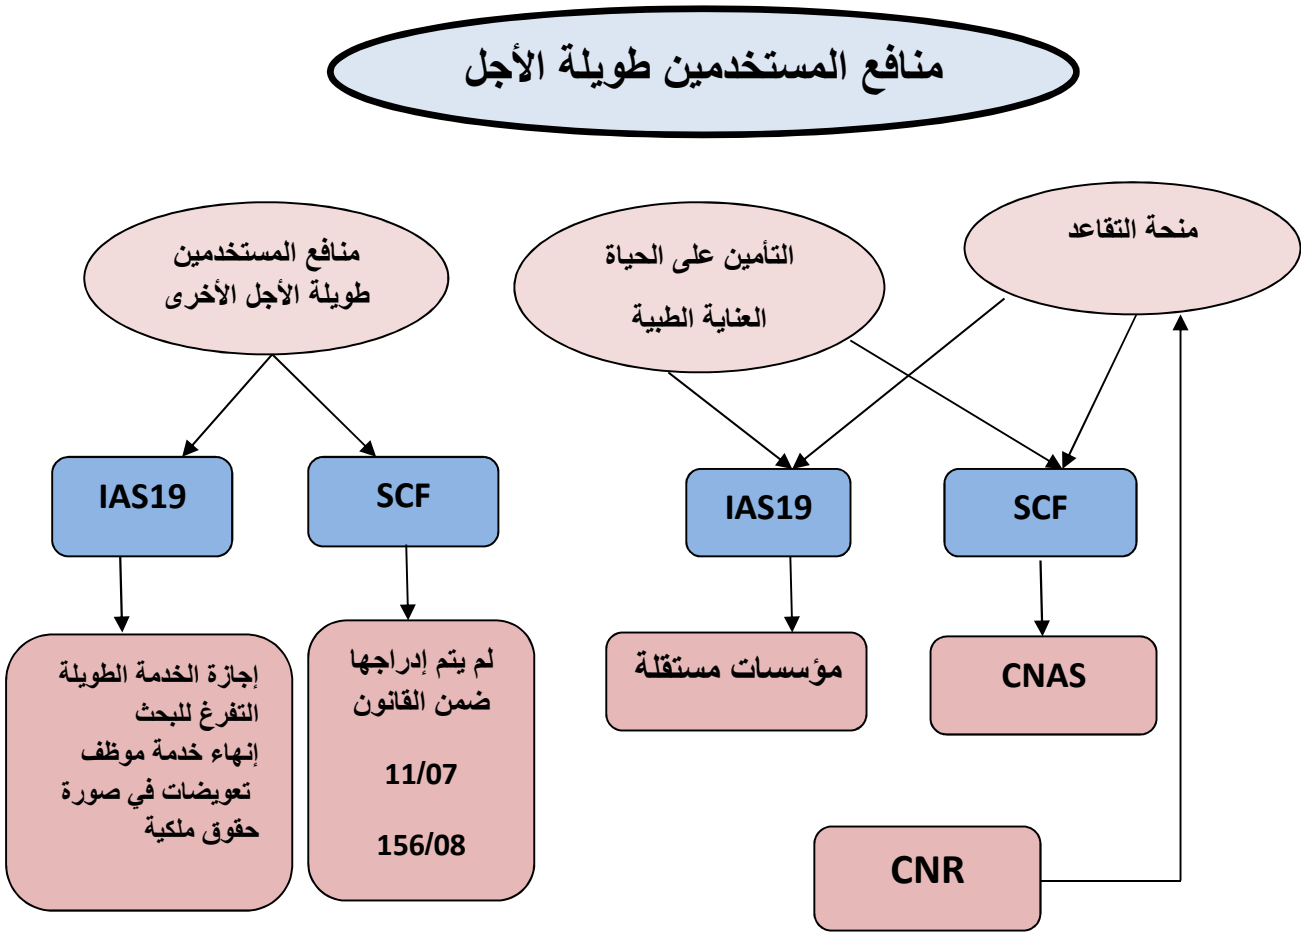 منافع المستخدمين طويلة الأجل
منحة التقاعد
التأمين على الحياة
العناية الطبية
منافع المستخدمين
طويلة الأجل الأخرى
SCF
IAS19
SCF
IAS19
CNAS
مؤسسات مستقلة
لم يتم إدراجها
ضمن القانون
11/07
156/08
إجازة الخدمة الطويلة
التفرغ للبحث
إنهاء خدمة موظف
تعويضات في صورة
حقوق ملكية
CNR